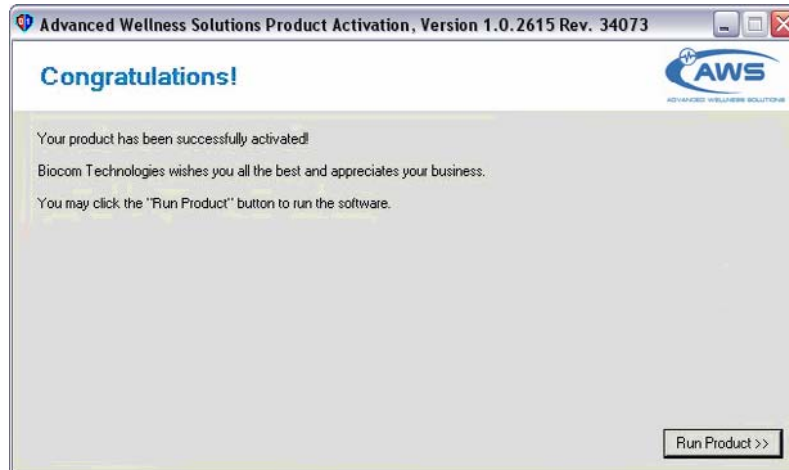 Advanced Wellness Solutions Product Activation, Version 1.0.2615 Rev. 34073
Congratulations!
AWS
ADVANCED WELLNESS SOLUTIONS
Your product has been successfully activated!
Biocom Technologies wishes you all the best and appreciates your business.
You may click the "Run Product" button to run the software.
Run Product >>